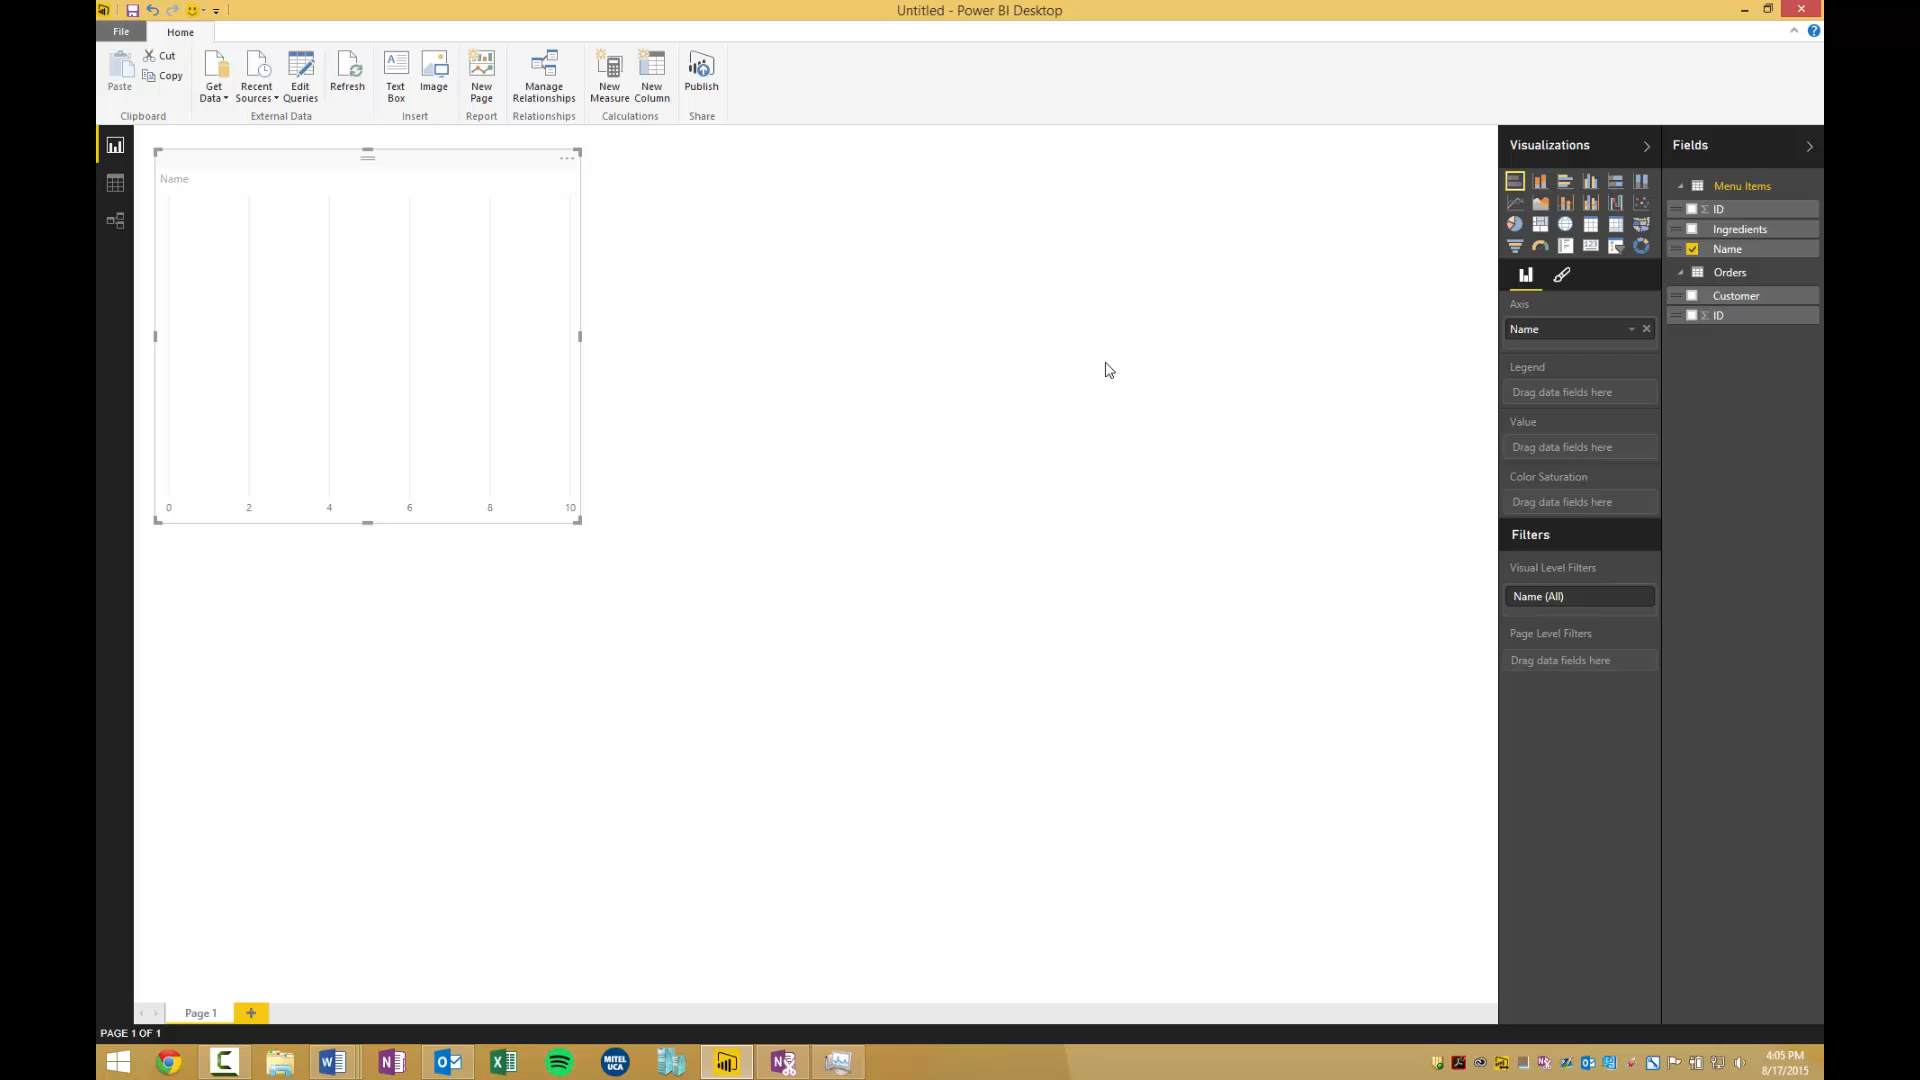 Untitled - Power BI Desktop
File
Home
Paste
Cut
Copy
Get Data
Recent Sources
Edit Queries
Refresh
Text Box
Image
New Page
Manage Relationships
New Measure
New Column
Publish
Clipboard
External Data
Insert
Report
Relationships
Calculations
Share
Name
0 2 4 6 8 10
Visualizations
Axis
Name
Legend
Drag data fields here
Value
Drag data fields here
Color Saturation
Drag data fields here
Filters
Visual Level Filters
Name (All)
Page Level Filters
Drag data fields here
Fields
Menu Items
Σ ID
Ingredients
Name
Orders
Customer
Σ ID
Page 1
PAGE 1 OF 1
MITEL UCA
4:05 PM
8/17/2015